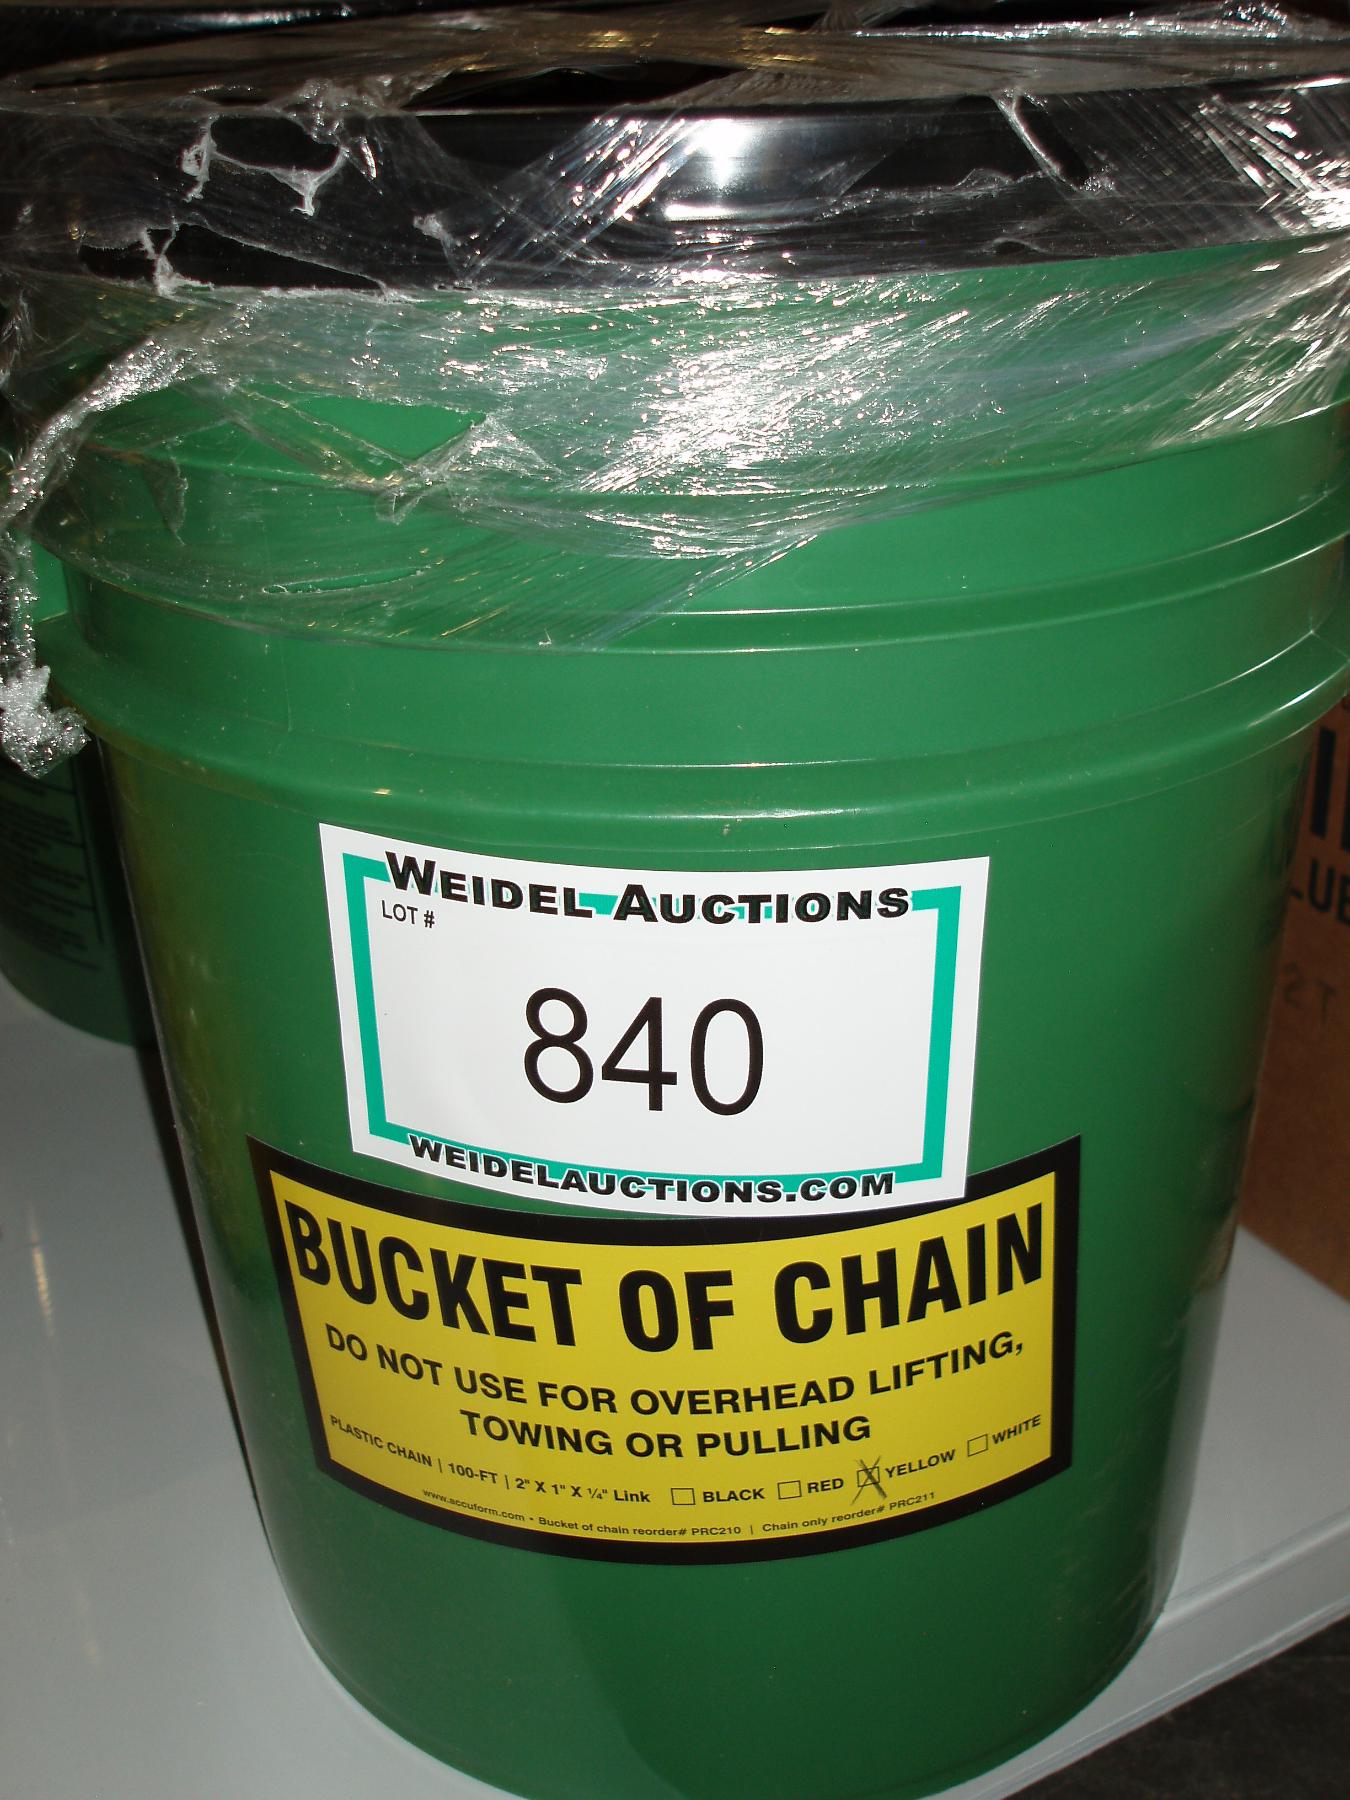 WEIDEL AUCTIONS
LOT #
840
WEIDELAUCTIONS.COM
BUCKET OF CHAIN
DO NOT USE FOR OVERHEAD LIFTING,
TOWING OR PULLING
PLASTIC CHAIN | 100-FT | 2" X 1" X ¼" Link BLACK RED YELLOW WHITE
www.accuform.com • Bucket of chain reorder# PRC210 | Chain only reorder# PRC211